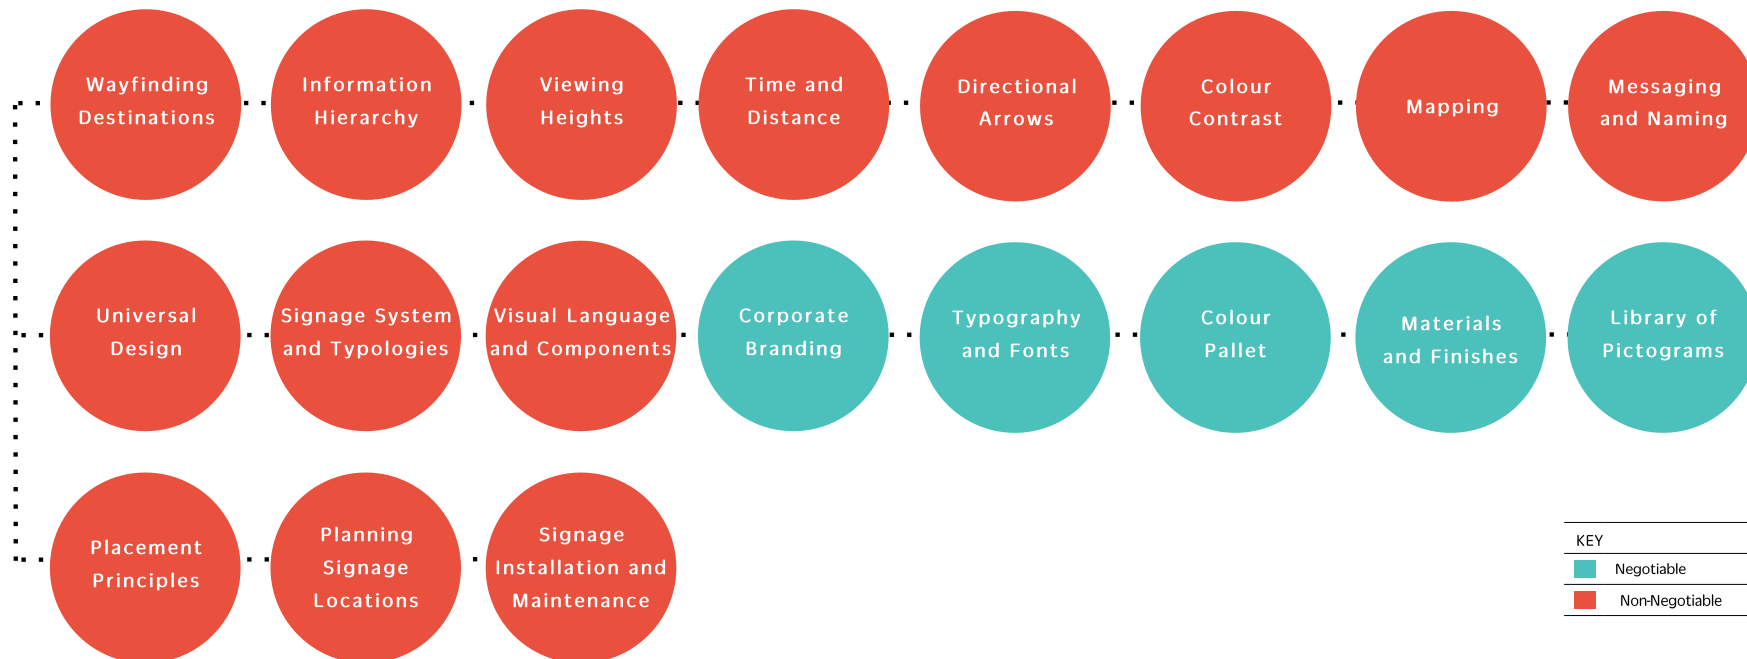 Wayfinding
Destinations
Information
Hierarchy
Viewing
Heights
Time and
Distance
Directional
Arrows
Colour
Contrast
Mapping
Messaging
and Naming
Universal
Design
Signage System
and Typologies
Visual Language
and Components
Corporate
Branding
Typography
and Fonts
Colour
Pallet
Materials
and Finishes
Library of
Pictograms
Placement
Principles
Planning
Signage
Locations
Signage
Installation and
Maintenance
KEY
Negotiable
Non-Negotiable